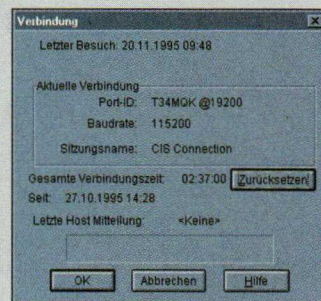 Verbindung
Letzter Besuch: 20.11.1995 09:48
Aktuelle Verbindung
Port-ID: T34MQK @19200
Baudrate: 115200
Sitzungsname: CIS Connection
Gesamte Verbindungszeit: 02:37:00 Zurücksetzen
Seit: 27.10.1995 14:28
Letzte Host Mitteilung: <Keine>
OK Abbrechen Hilfe